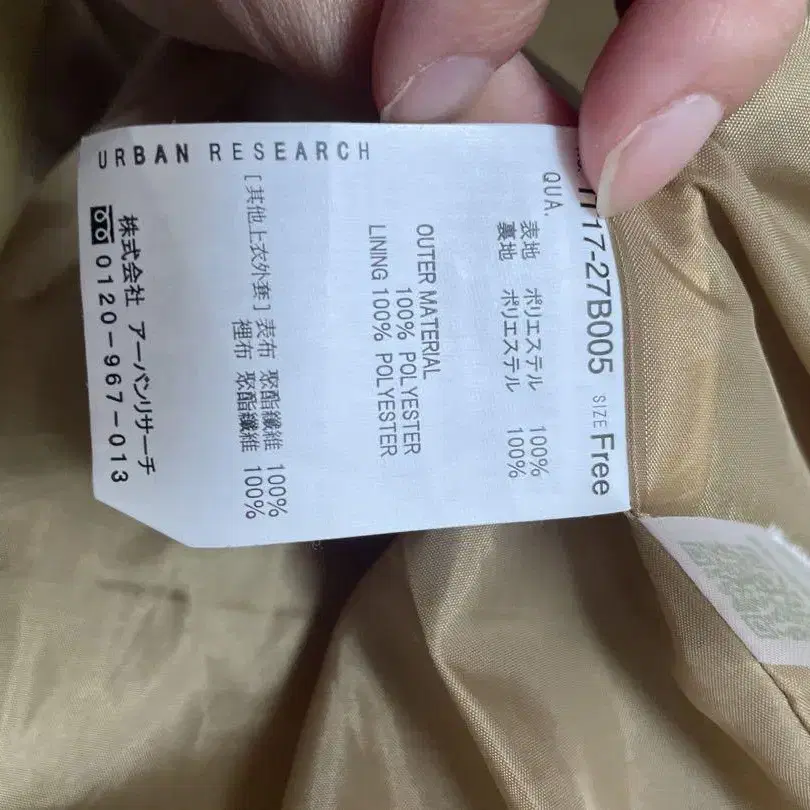 17-27B005 SIZE Free
QUA.
表地 ポリエステル 100%
裏地 ポリエステル 100%
OUTER MATERIAL
100% POLYESTER
LINING 100% POLYESTER
[其他上衣外套] 表布 聚酯纖維 100%
裡布 聚酯纖維 100%
URBAN RESEARCH
株式会社 アーバンリサーチ
0120-967-013